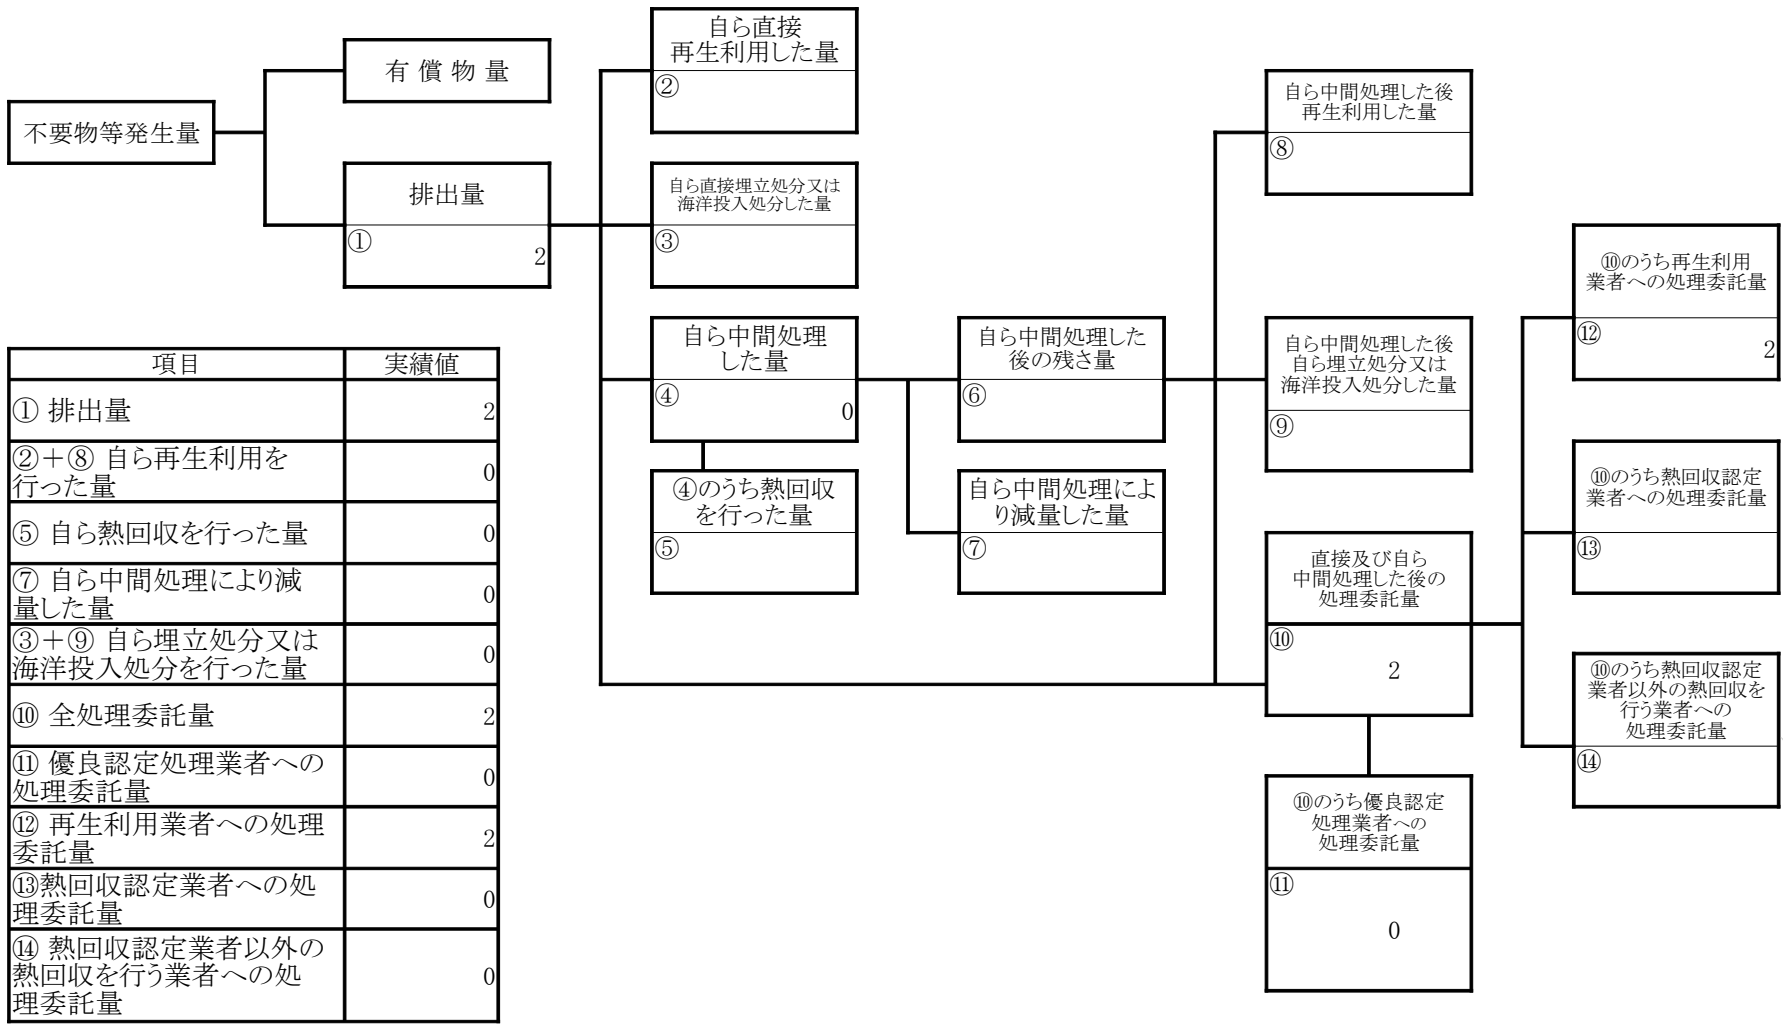 不要物等発生量
有 償 物 量
排出量
①
2
自ら直接
再生利用した量
②
自ら直接埋立処分又は
海洋投入処分した量
③
自ら中間処理
した量
④
0
④のうち熱回収
を行った量
⑤
自ら中間処理した
後の残さ量
⑥
自ら中間処理によ
り減量した量
⑦
自ら中間処理した後
再生利用した量
⑧
自ら中間処理した後
自ら埋立処分又は
海洋投入処分した量
⑨
直接及び自ら
中間処理した後の
処理委託量
⑩
2
⑩のうち優良認定
処理業者への
処理委託量
⑪
0
⑩のうち再生利用
業者への処理委託量
⑫
2
⑩のうち熱回収認定
業者への処理委託量
⑬
⑩のうち熱回収認定
業者以外の熱回収を
行う業者への
処理委託量
⑭
項目 実績値
① 排出量 2
②＋⑧ 自ら再生利用を
行った量 0
⑤ 自ら熱回収を行った量 0
⑦ 自ら中間処理により減
量した量 0
③＋⑨ 自ら埋立処分又は
海洋投入処分を行った量 0
⑩ 全処理委託量 2
⑪ 優良認定処理業者への
処理委託量 0
⑫ 再生利用業者への処理
委託量 2
⑬熱回収認定業者への処
理委託量 0
⑭ 熱回収認定業者以外の
熱回収を行う業者への処
理委託量 0